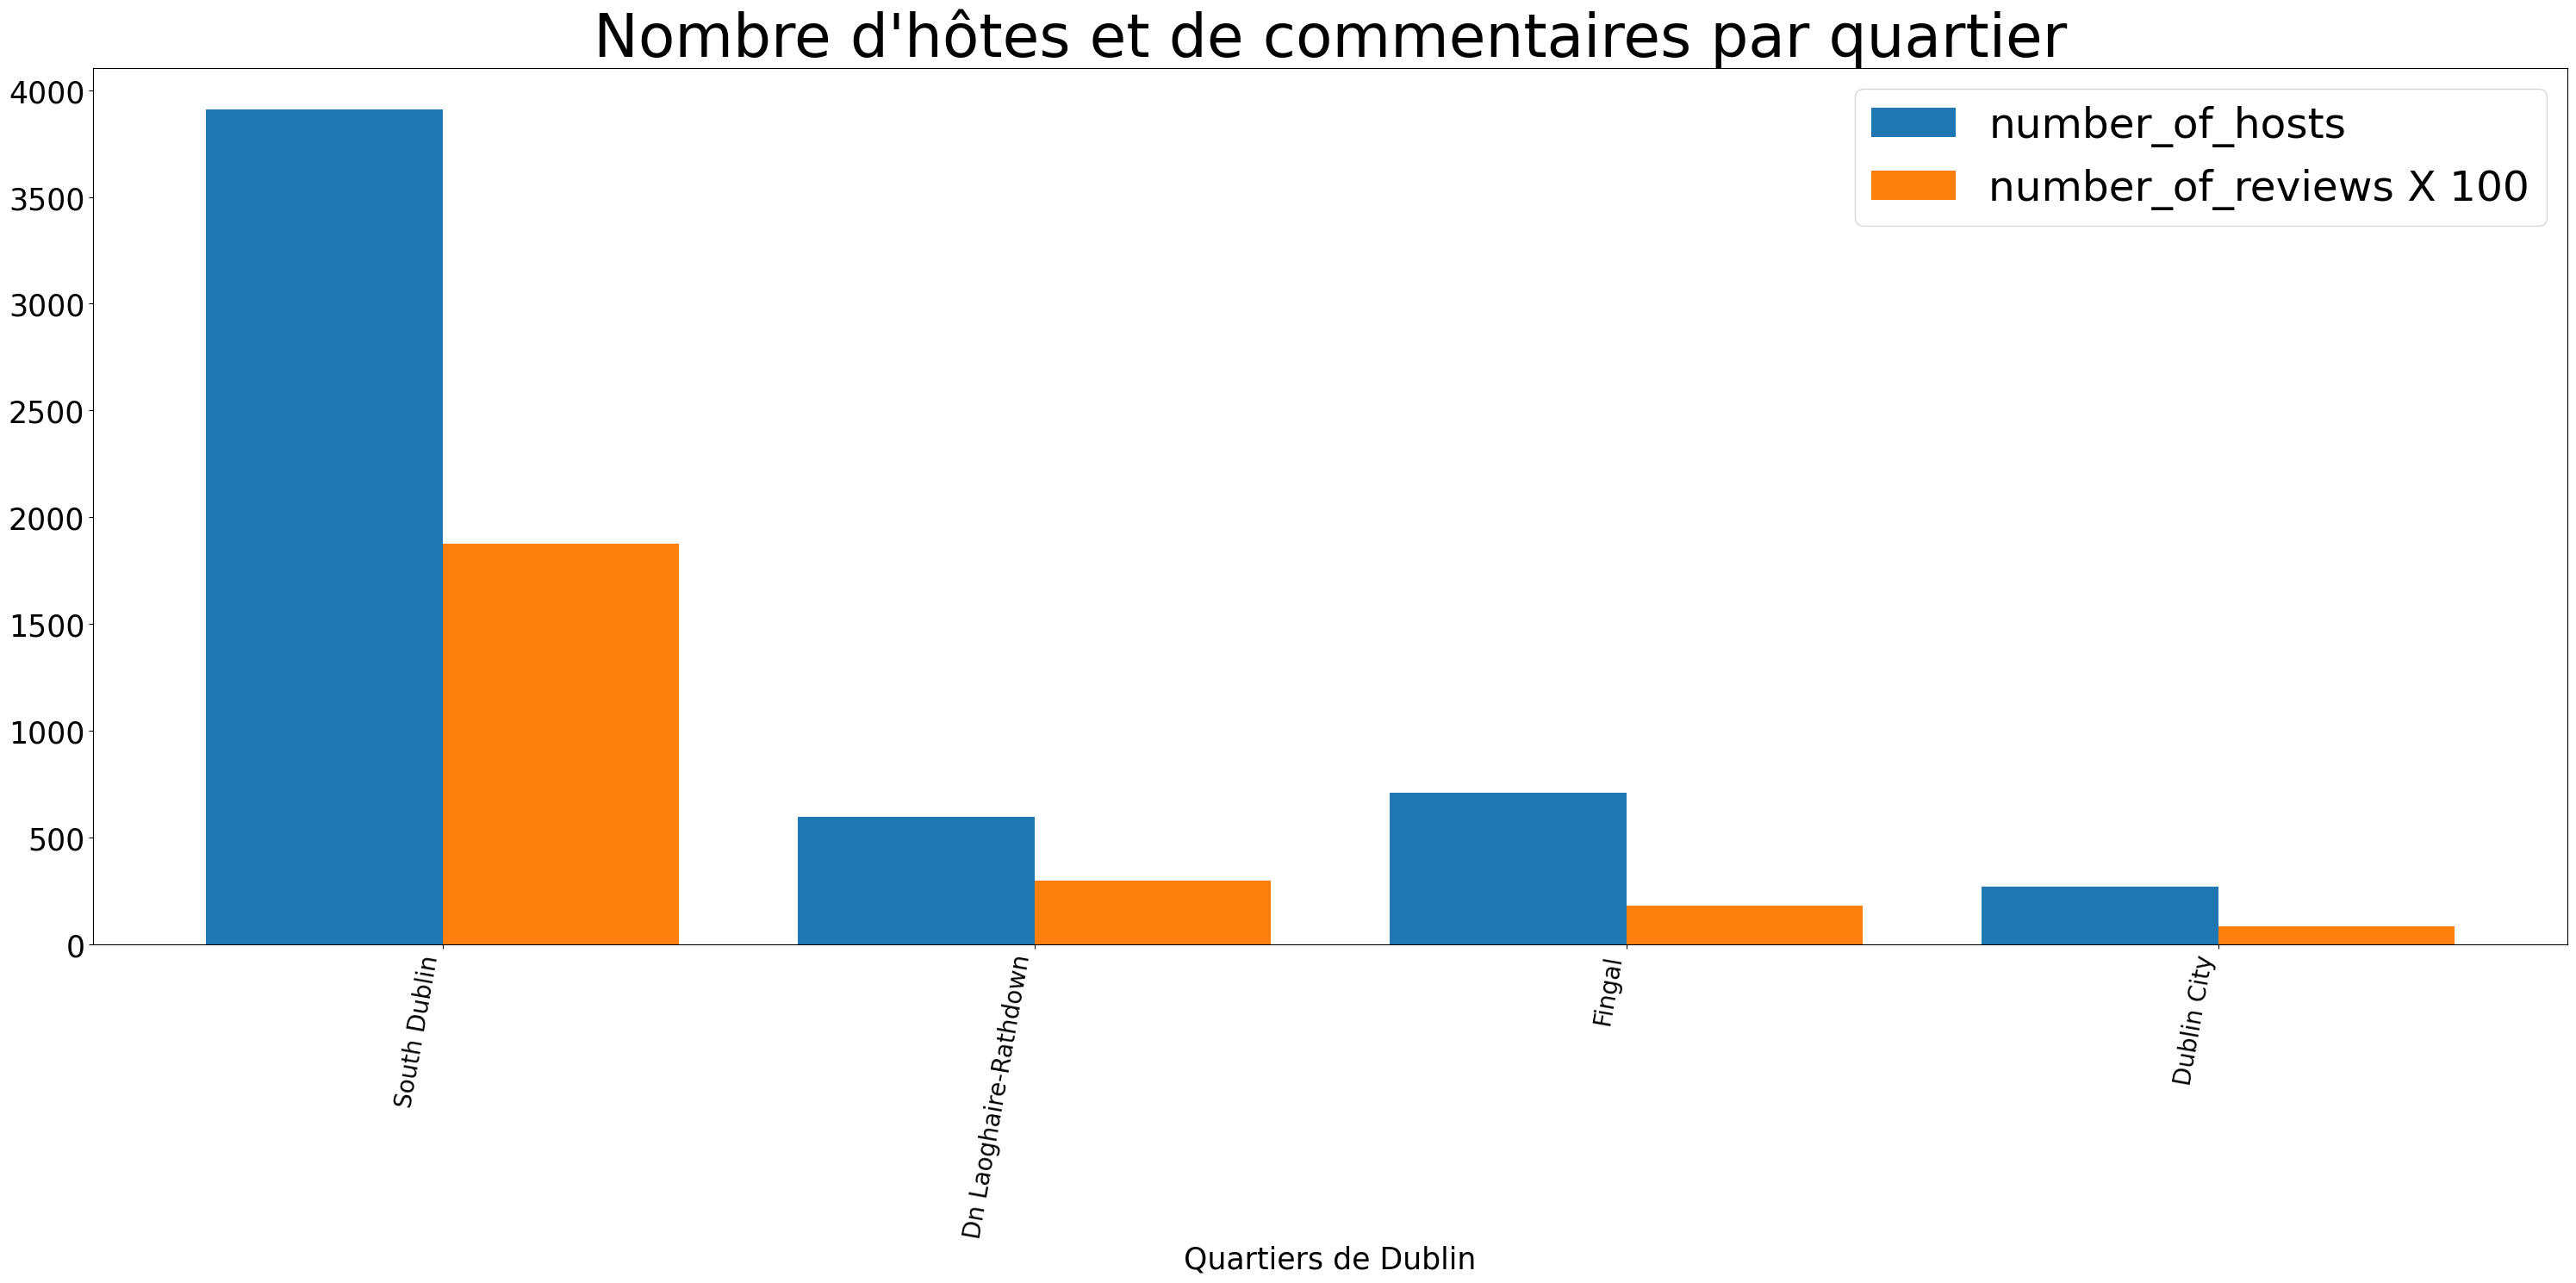 Nombre d'hôtes et de commentaires par quartier
number_of_hosts
number_of_reviews X 100
4000
3500
3000
2500
2000
1500
1000
500
0
South Dublin
Dn Laoghaire-Rathdown
Fingal
Dublin City
Quartiers de Dublin